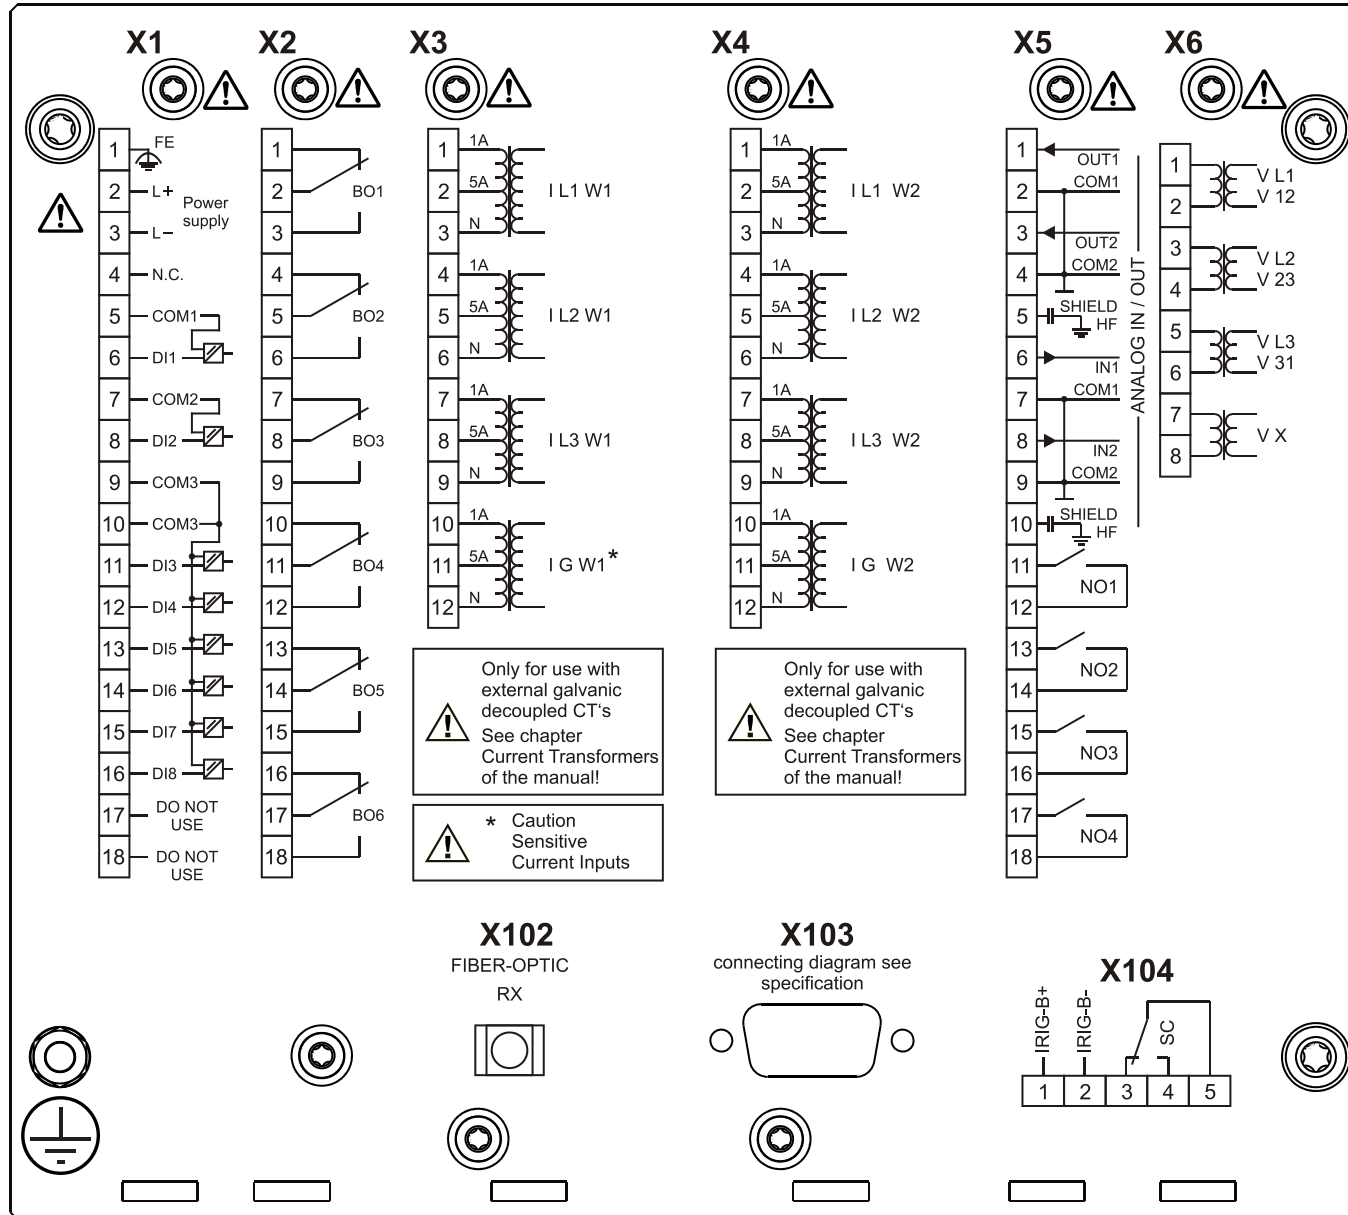 X1
X2
X3
X4
X5
X6
1 FE
2 L+ Power
supply
3 L–
4 N.C.
5 COM1
6 DI1
7 COM2
8 DI2
9 COM3
10 COM3
11 DI3
12 DI4
13 DI5
14 DI6
15 DI7
16 DI8
17 DO NOT
USE
18 DO NOT
USE
1
2 BO1
3
4
5 BO2
6
7
8 BO3
9
10
11 BO4
12
13
14 BO5
15
16
17 BO6
18
1 1A
2 5A I L1 W1
3 N
4 1A
5 5A I L2 W1
6 N
7 1A
8 5A I L3 W1
9 N
10 1A
11 5A I G W1*
12 N
Only for use with
external galvanic
decoupled CT‘s
See chapter
Current Transformers
of the manual!
* Caution
Sensitive
Current Inputs
1 1A
2 5A I L1 W2
3 N
4 1A
5 5A I L2 W2
6 N
7 1A
8 5A I L3 W2
9 N
10 1A
11 5A I G W2
12 N
Only for use with
external galvanic
decoupled CT‘s
See chapter
Current Transformers
of the manual!
1 OUT1
2 COM1
3 OUT2
4 COM2
5 SHIELD
HF
6 IN1
7 COM1
8 IN2
9 COM2
10 SHIELD
HF
ANALOG IN / OUT
11
NO1
12
13
NO2
14
15
NO3
16
17
NO4
18
1 V L1
2 V 12
3 V L2
4 V 23
5 V L3
6 V 31
7
V X
8
X102
FIBER-OPTIC
RX
X103
connecting diagram see
specification
X104
IRIG-B+
IRIG-B-
SC
1 2 3 4 5